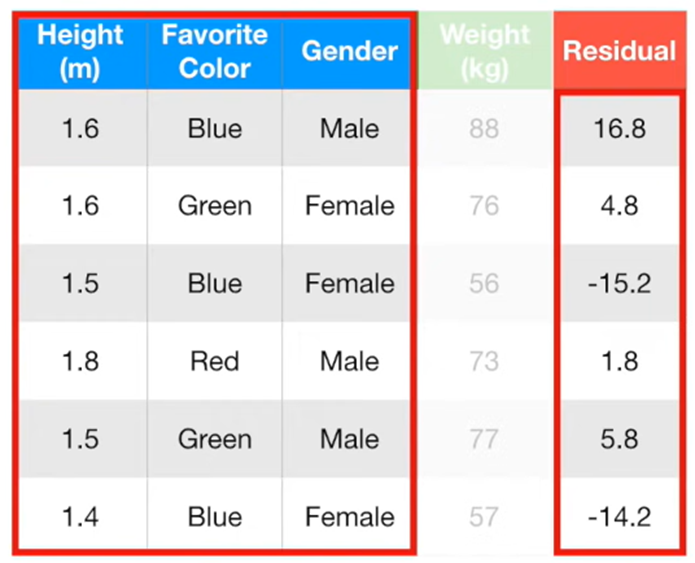 Height (m) Favorite Color Gender Weight (kg) Residual
1.6 Blue Male 88 16.8
1.6 Green Female 76 4.8
1.5 Blue Female 56 -15.2
1.8 Red Male 73 1.8
1.5 Green Male 77 5.8
1.4 Blue Female 57 -14.2